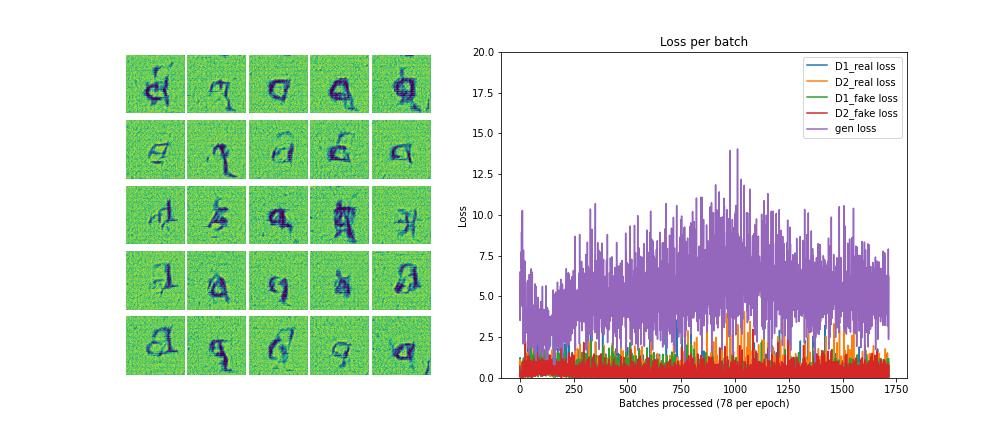 Loss per batch
20.0
17.5
15.0
12.5
10.0
7.5
5.0
2.5
0.0
Loss
D1_real loss
D2_real loss
D1_fake loss
D2_fake loss
gen loss
0 250 500 750 1000 1250 1500 1750
Batches processed (78 per epoch)